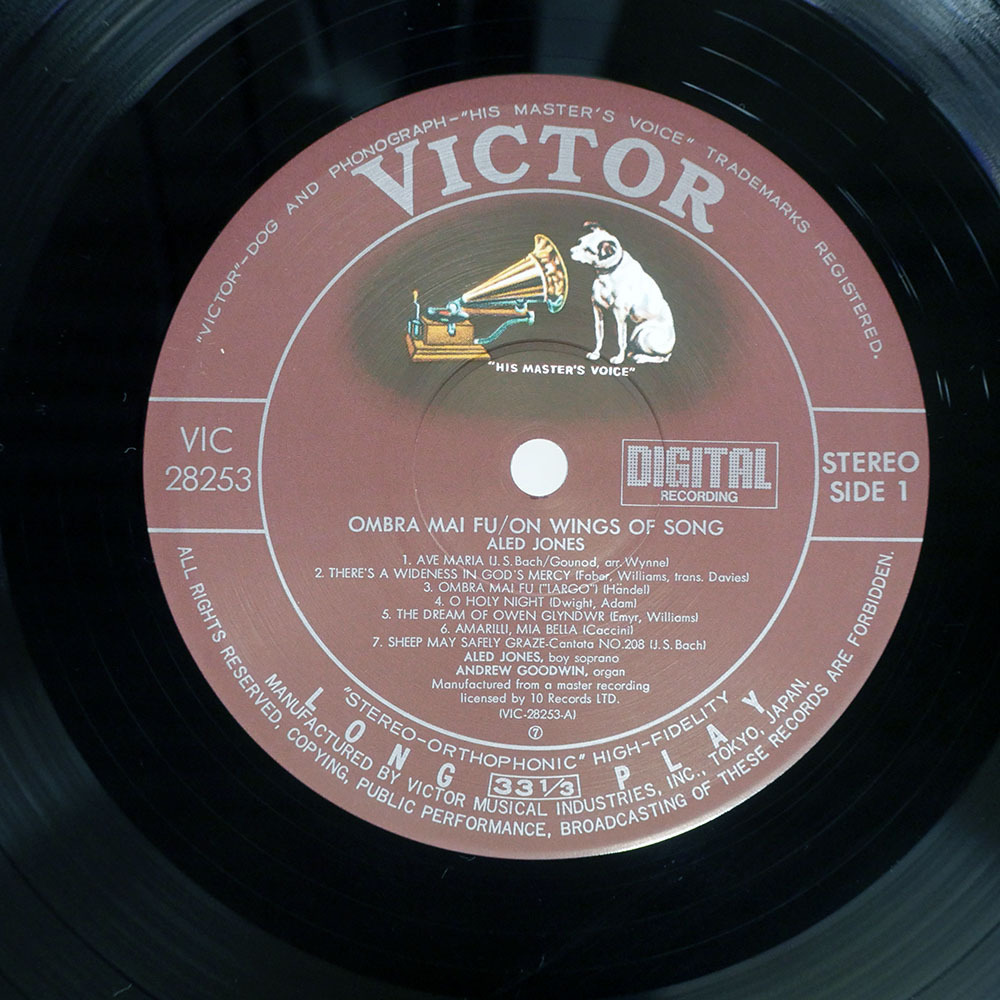 "VICTOR"-DOG AND PHONOGRAPH-"HIS MASTER'S VOICE" TRADEMARKS REGISTERED.
VICTOR
"HIS MASTER'S VOICE"
VIC
28253
DIGITAL
RECORDING
STEREO
SIDE 1
OMBRA MAI FU/ON WINGS OF SONG
ALED JONES
1. AVE MARIA (J.S. Bach/Gounod, arr. Wynne)
2. THERE'S A WIDENESS IN GOD'S MERCY (Faber, Williams, trans. Davies)
3. OMBRA MAI FU ("LARGO") (Händel)
4. O HOLY NIGHT (Dwight, Adam)
5. THE DREAM OF OWEN GLYNDWR (Emyr, Williams)
6. AMARILLI, MIA BELLA (Caccini)
7. SHEEP MAY SAFELY GRAZE-Cantata NO.208 (J.S. Bach)
ALED JONES, boy soprano
ANDREW GOODWIN, organ
Manufactured from a master recording
licensed by 10 Records LTD.
(VIC-28253-A)
⑦
"STEREO-ORTHOPHONIC" HIGH-FIDELITY
LONG 33 1/3 PLAY
MANUFACTURED BY VICTOR MUSICAL INDUSTRIES, INC., TOKYO, JAPAN.
ALL RIGHTS RESERVED, COPYING, PUBLIC PERFORMANCE, BROADCASTING OF THESE RECORDS ARE FORBIDDEN.